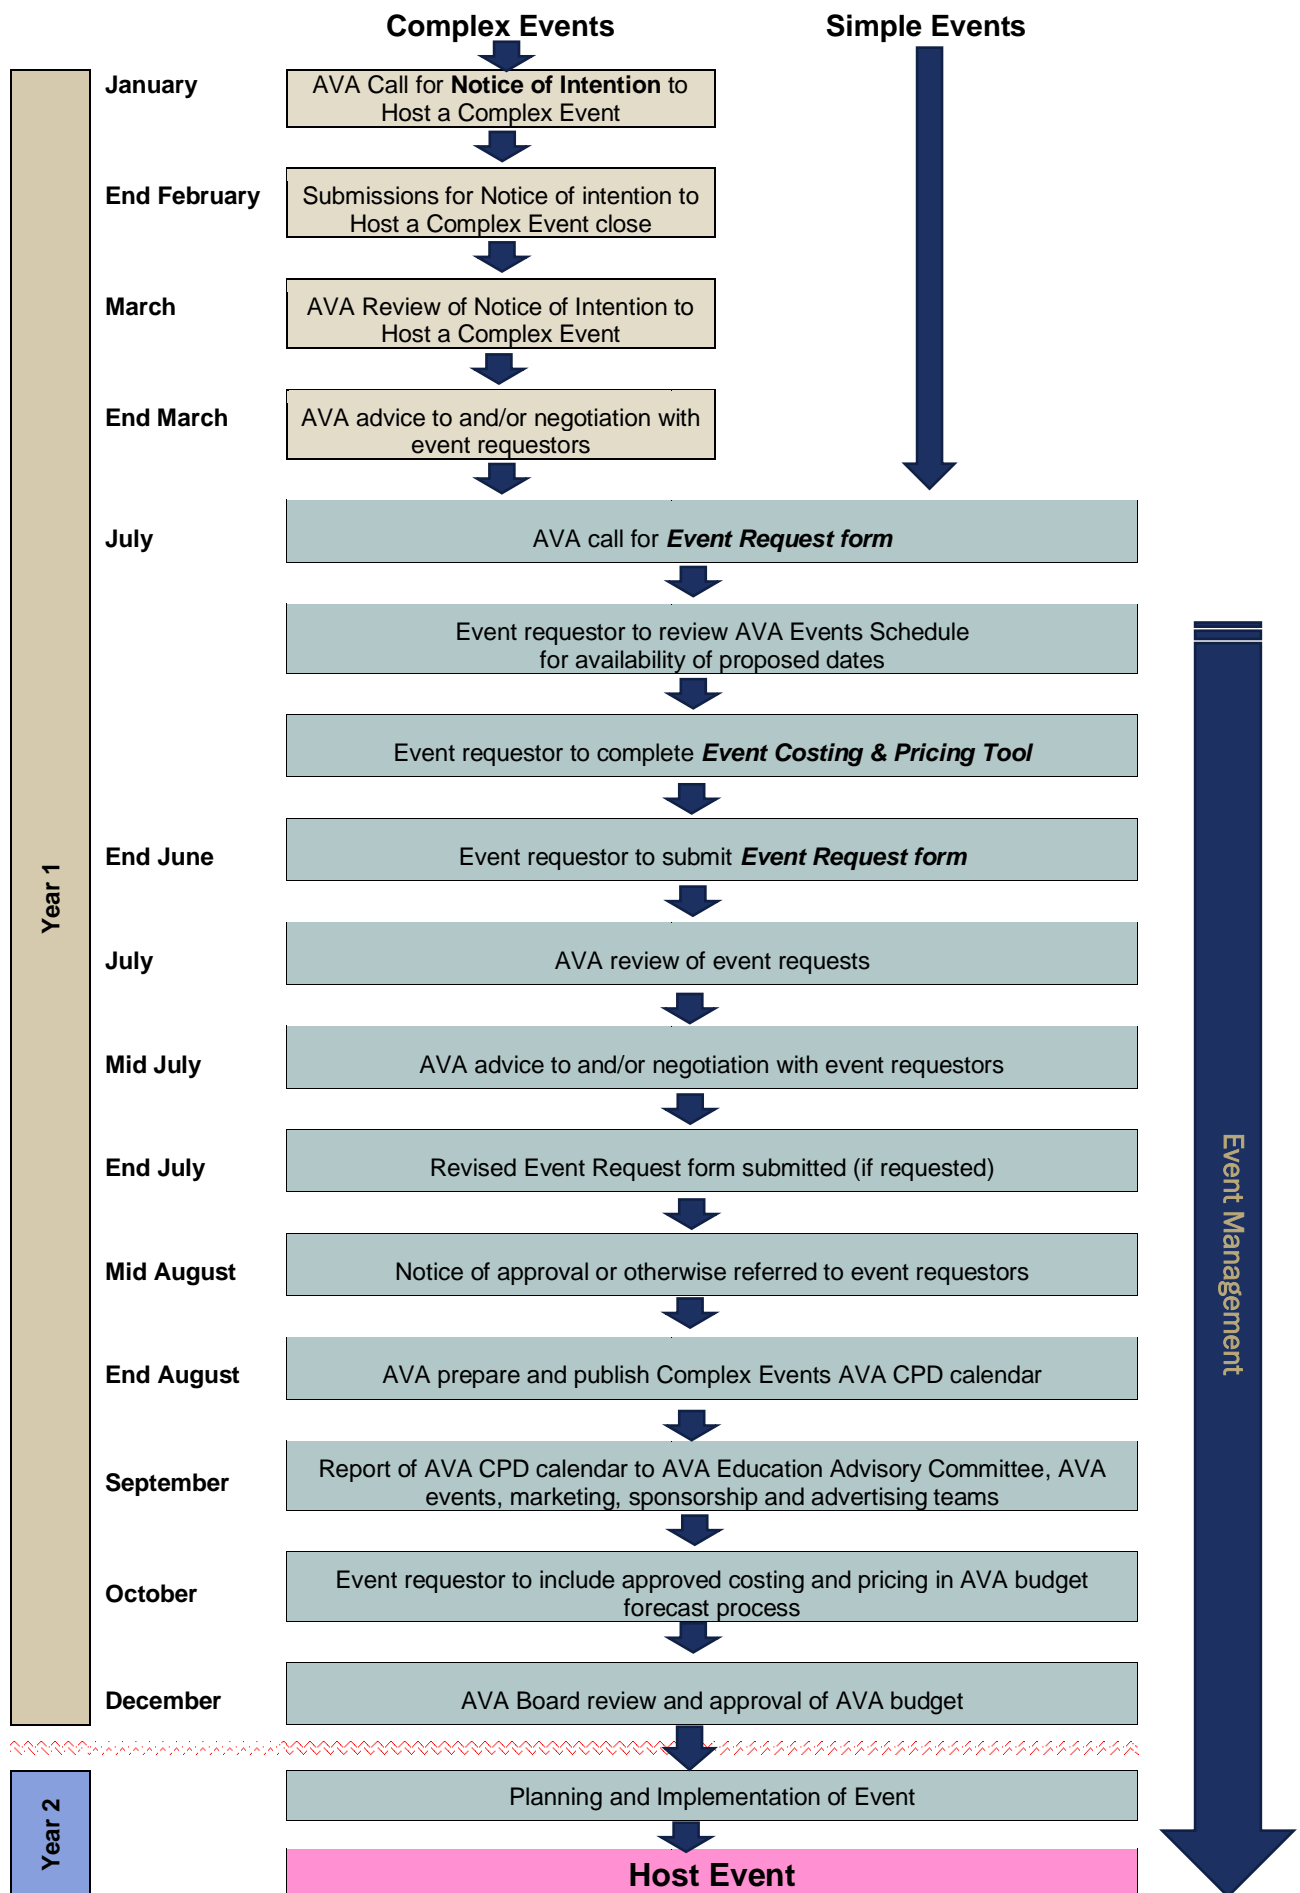 Complex Events
Simple Events
January
AVA Call for Notice of Intention to
Host a Complex Event
End February
Submissions for Notice of intention to
Host a Complex Event close
March
AVA Review of Notice of Intention to
Host a Complex Event
End March
AVA advice to and/or negotiation with
event requestors
July
AVA call for Event Request form
Event requestor to review AVA Events Schedule
for availability of proposed dates
Event requestor to complete Event Costing & Pricing Tool
End June
Event requestor to submit Event Request form
Year 1
July
AVA review of event requests
Mid July
AVA advice to and/or negotiation with event requestors
End July
Revised Event Request form submitted (if requested)
Event Management
Mid August
Notice of approval or otherwise referred to event requestors
End August
AVA prepare and publish Complex Events AVA CPD calendar
September
Report of AVA CPD calendar to AVA Education Advisory Committee, AVA
events, marketing, sponsorship and advertising teams
October
Event requestor to include approved costing and pricing in AVA budget
forecast process
December
AVA Board review and approval of AVA budget
Year 2
Planning and Implementation of Event
Host Event